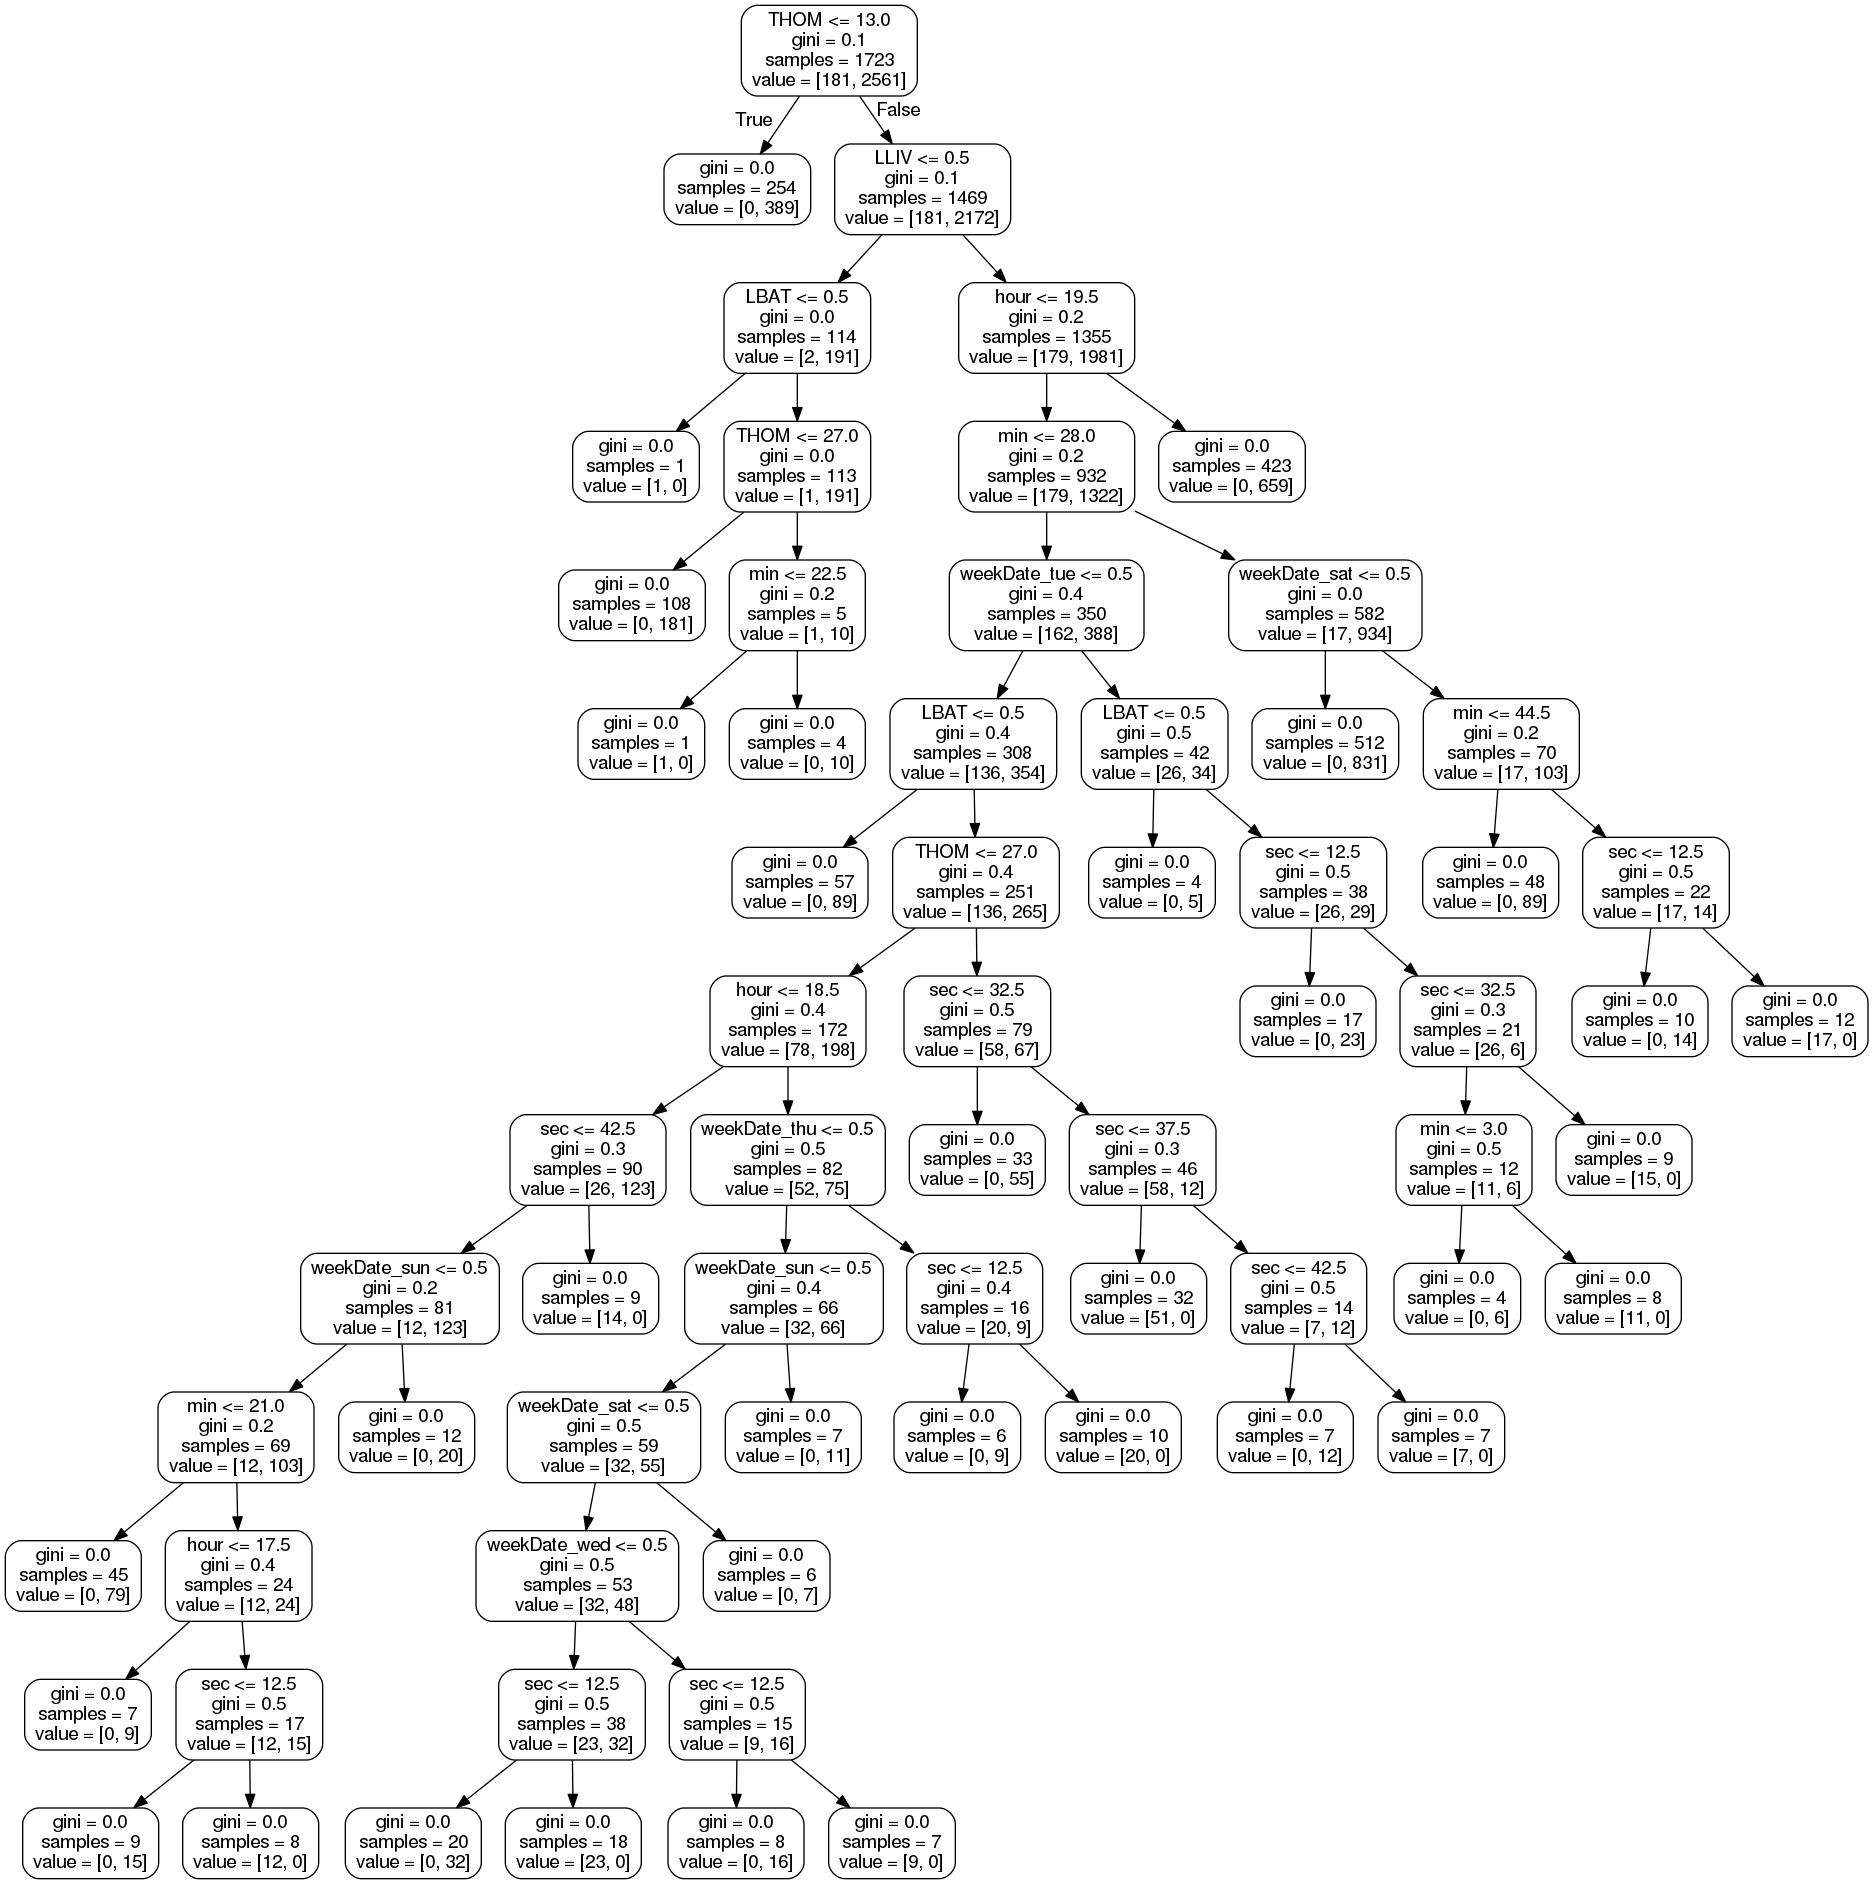 THOM <= 13.0
gini = 0.1
samples = 1723
value = [181, 2561]
True
False
gini = 0.0
samples = 254
value = [0, 389]
LLIV <= 0.5
gini = 0.1
samples = 1469
value = [181, 2172]
LBAT <= 0.5
gini = 0.0
samples = 114
value = [2, 191]
hour <= 19.5
gini = 0.2
samples = 1355
value = [179, 1981]
gini = 0.0
samples = 1
value = [1, 0]
THOM <= 27.0
gini = 0.0
samples = 113
value = [1, 191]
min <= 28.0
gini = 0.2
samples = 932
value = [179, 1322]
gini = 0.0
samples = 423
value = [0, 659]
gini = 0.0
samples = 108
value = [0, 181]
min <= 22.5
gini = 0.2
samples = 5
value = [1, 10]
weekDate_tue <= 0.5
gini = 0.4
samples = 350
value = [162, 388]
weekDate_sat <= 0.5
gini = 0.0
samples = 582
value = [17, 934]
gini = 0.0
samples = 1
value = [1, 0]
gini = 0.0
samples = 4
value = [0, 10]
LBAT <= 0.5
gini = 0.4
samples = 308
value = [136, 354]
LBAT <= 0.5
gini = 0.5
samples = 42
value = [26, 34]
gini = 0.0
samples = 512
value = [0, 831]
min <= 44.5
gini = 0.2
samples = 70
value = [17, 103]
gini = 0.0
samples = 57
value = [0, 89]
THOM <= 27.0
gini = 0.4
samples = 251
value = [136, 265]
gini = 0.0
samples = 4
value = [0, 5]
sec <= 12.5
gini = 0.5
samples = 38
value = [26, 29]
gini = 0.0
samples = 48
value = [0, 89]
sec <= 12.5
gini = 0.5
samples = 22
value = [17, 14]
hour <= 18.5
gini = 0.4
samples = 172
value = [78, 198]
sec <= 32.5
gini = 0.5
samples = 79
value = [58, 67]
gini = 0.0
samples = 17
value = [0, 23]
sec <= 32.5
gini = 0.3
samples = 21
value = [26, 6]
gini = 0.0
samples = 10
value = [0, 14]
gini = 0.0
samples = 12
value = [17, 0]
sec <= 42.5
gini = 0.3
samples = 90
value = [26, 123]
weekDate_thu <= 0.5
gini = 0.5
samples = 82
value = [52, 75]
gini = 0.0
samples = 33
value = [0, 55]
sec <= 37.5
gini = 0.3
samples = 46
value = [58, 12]
min <= 3.0
gini = 0.5
samples = 12
value = [11, 6]
gini = 0.0
samples = 9
value = [15, 0]
weekDate_sun <= 0.5
gini = 0.2
samples = 81
value = [12, 123]
gini = 0.0
samples = 9
value = [14, 0]
weekDate_sun <= 0.5
gini = 0.4
samples = 66
value = [32, 66]
sec <= 12.5
gini = 0.4
samples = 16
value = [20, 9]
gini = 0.0
samples = 32
value = [51, 0]
sec <= 42.5
gini = 0.5
samples = 14
value = [7, 12]
gini = 0.0
samples = 4
value = [0, 6]
gini = 0.0
samples = 8
value = [11, 0]
min <= 21.0
gini = 0.2
samples = 69
value = [12, 103]
gini = 0.0
samples = 12
value = [0, 20]
weekDate_sat <= 0.5
gini = 0.5
samples = 59
value = [32, 55]
gini = 0.0
samples = 7
value = [0, 11]
gini = 0.0
samples = 6
value = [0, 9]
gini = 0.0
samples = 10
value = [20, 0]
gini = 0.0
samples = 7
value = [0, 12]
gini = 0.0
samples = 7
value = [7, 0]
gini = 0.0
samples = 45
value = [0, 79]
hour <= 17.5
gini = 0.4
samples = 24
value = [12, 24]
weekDate_wed <= 0.5
gini = 0.5
samples = 53
value = [32, 48]
gini = 0.0
samples = 6
value = [0, 7]
gini = 0.0
samples = 7
value = [0, 9]
sec <= 12.5
gini = 0.5
samples = 17
value = [12, 15]
sec <= 12.5
gini = 0.5
samples = 38
value = [23, 32]
sec <= 12.5
gini = 0.5
samples = 15
value = [9, 16]
gini = 0.0
samples = 9
value = [0, 15]
gini = 0.0
samples = 8
value = [12, 0]
gini = 0.0
samples = 20
value = [0, 32]
gini = 0.0
samples = 18
value = [23, 0]
gini = 0.0
samples = 8
value = [0, 16]
gini = 0.0
samples = 7
value = [9, 0]